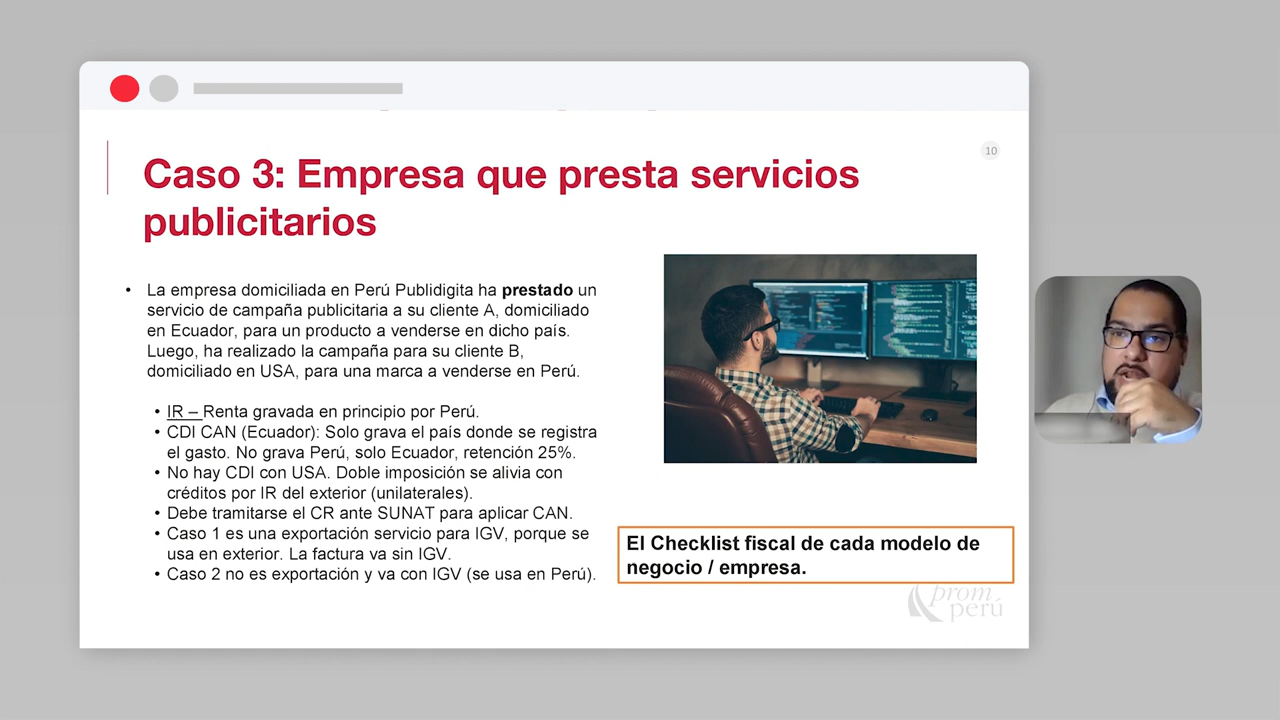 10
Caso 3: Empresa que presta servicios
publicitarios
• La empresa domiciliada en Perú Publidigita ha prestado un
servicio de campaña publicitaria a su cliente A, domiciliado
en Ecuador, para un producto a venderse en dicho país.
Luego, ha realizado la campaña para su cliente B,
domiciliado en USA, para una marca a venderse en Perú.
• IR – Renta gravada en principio por Perú.
• CDI CAN (Ecuador): Solo grava el país donde se registra
el gasto. No grava Perú, solo Ecuador, retención 25%.
• No hay CDI con USA. Doble imposición se alivia con
créditos por IR del exterior (unilaterales).
• Debe tramitarse el CR ante SUNAT para aplicar CAN.
• Caso 1 es una exportación servicio para IGV, porque se
usa en exterior. La factura va sin IGV.
• Caso 2 no es exportación y va con IGV (se usa en Perú).
El Checklist fiscal de cada modelo de
negocio / empresa.
prom
perú